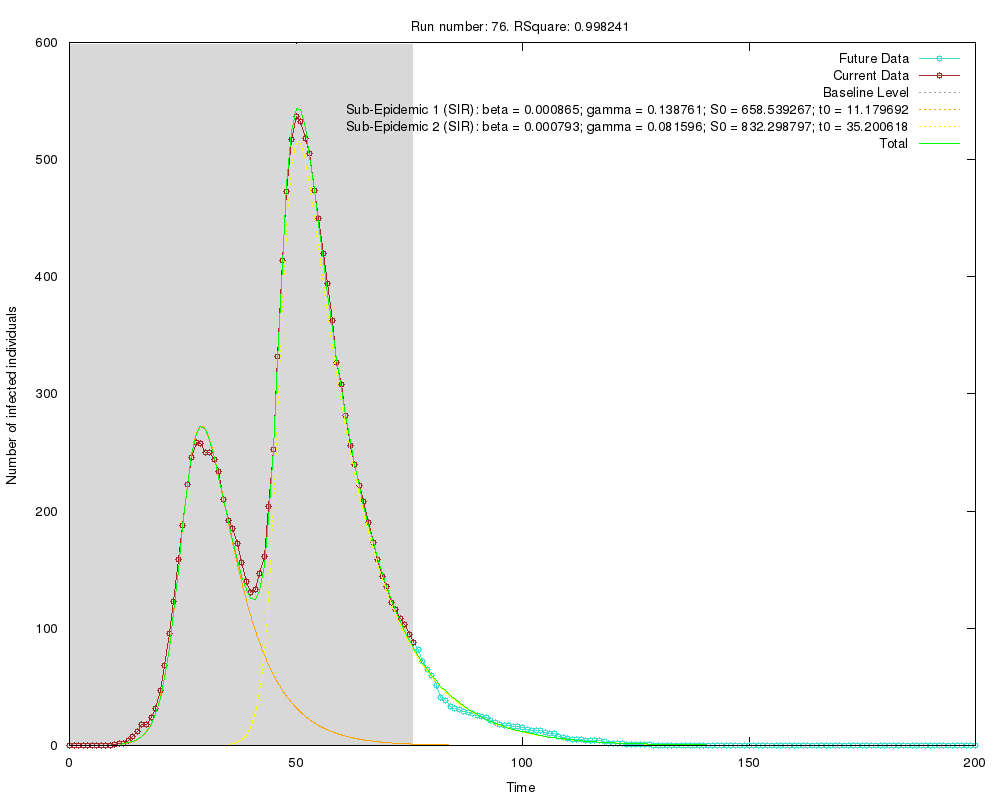 Run number: 76. RSquare: 0.998241
600
500
400
300
200
100
0
Number of infected individuals
Future Data
Current Data
Baseline Level
Sub-Epidemic 1 (SIR): beta = 0.000865; gamma = 0.138761; S0 = 658.539267; t0 = 11.179692
Sub-Epidemic 2 (SIR): beta = 0.000793; gamma = 0.081596; S0 = 832.298797; t0 = 35.200618
Total
0
50
100
150
200
Time